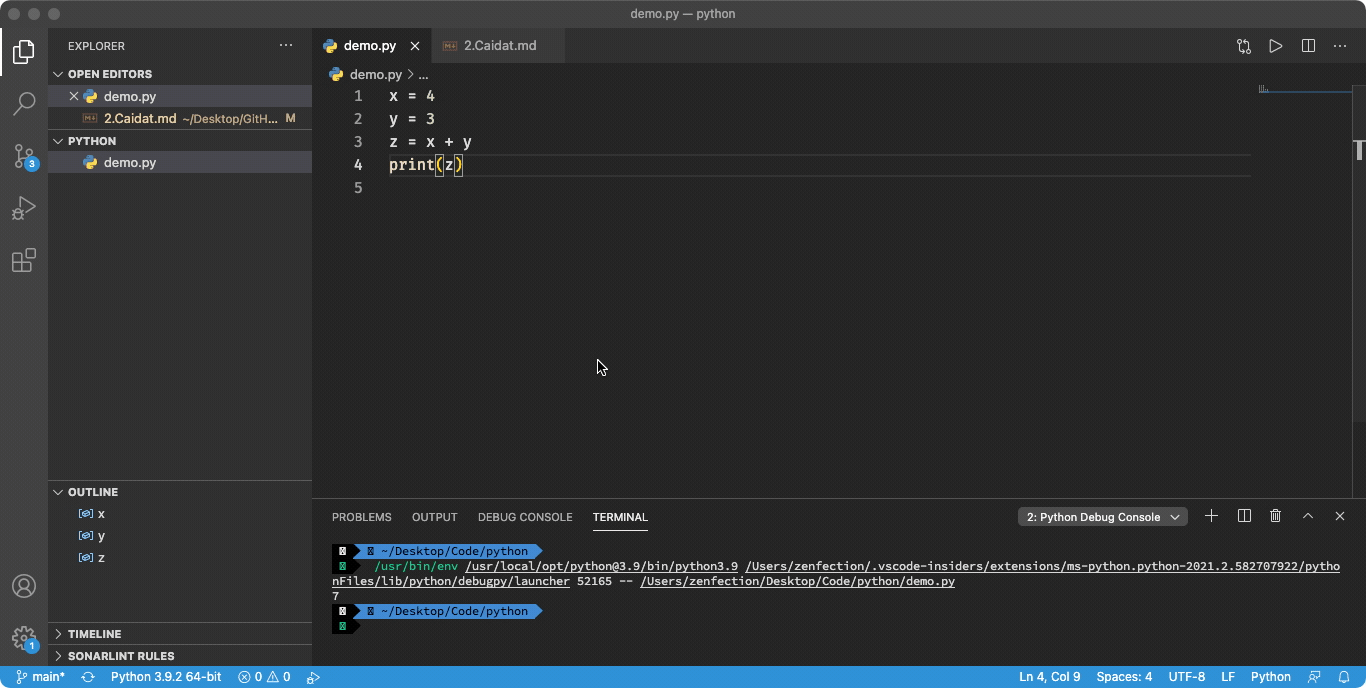 demo.py — python
EXPLORER
OPEN EDITORS
demo.py
2.Caidat.md ~/Desktop/GitH... M
PYTHON
demo.py
OUTLINE
x
y
z
TIMELINE
SONARLINT RULES
3
1
demo.py
2.Caidat.md
demo.py > ...
1 x = 4
2 y = 3
3 z = x + y
4 print(z)
5
PROBLEMS OUTPUT DEBUG CONSOLE TERMINAL 2: Python Debug Console
~/Desktop/Code/python
/usr/bin/env /usr/local/opt/python@3.9/bin/python3.9 /Users/zenfection/.vscode-insiders/extensions/ms-python.python-2021.2.582707922/pytho
nFiles/lib/python/debugpy/launcher 52165 -- /Users/zenfection/Desktop/Code/python/demo.py
7
~/Desktop/Code/python
main* Python 3.9.2 64-bit 0 0 Ln 4, Col 9 Spaces: 4 UTF-8 LF Python